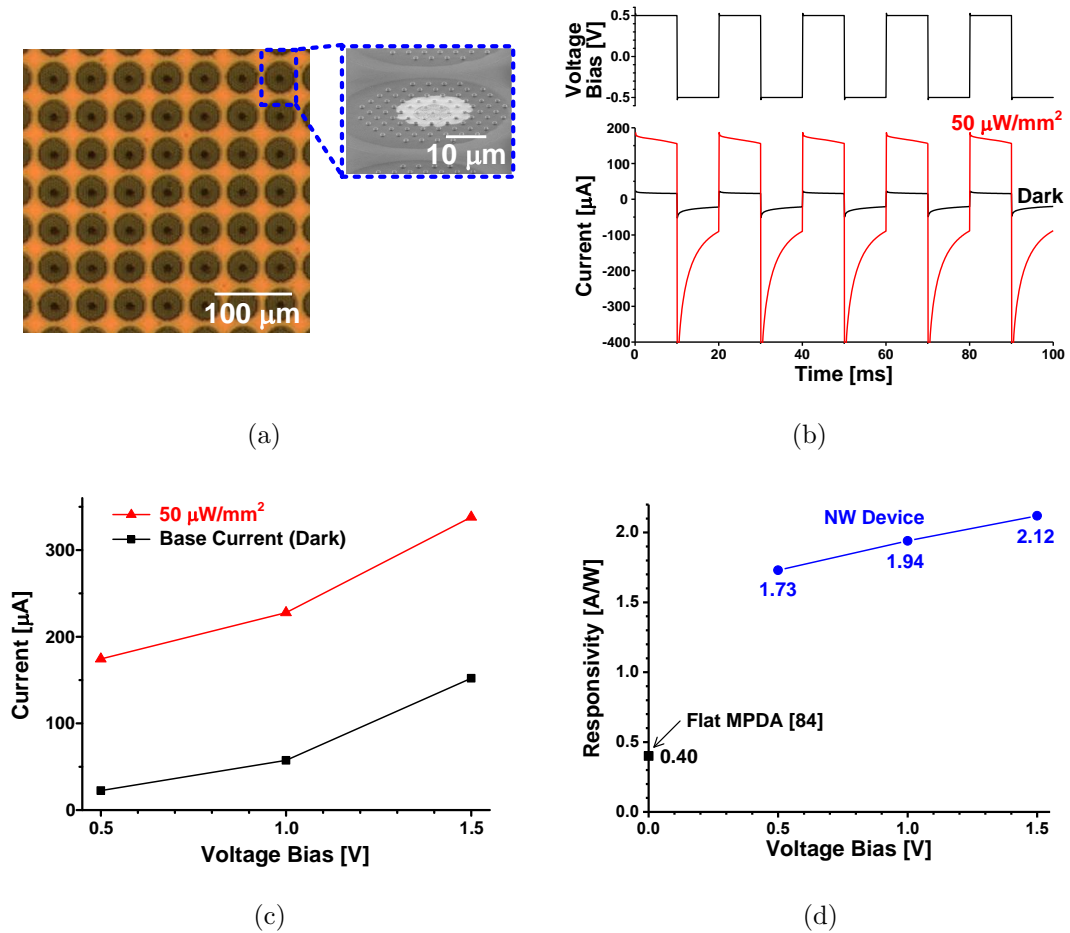 10 μm
100 μm
(a)
Voltage
Bias [V]
0.5
0.0
-0.5
50 μW/mm²
Dark
Current [μA]
200
100
0
-100
-200
-300
-400
0
20
40
60
80
100
Time [ms]
(b)
50 μW/mm²
Base Current (Dark)
Current [μA]
300
200
100
0
0.5
1.0
1.5
Voltage Bias [V]
(c)
Responsivity [A/W]
2.0
1.5
1.0
0.5
0.0
NW Device
1.73
1.94
2.12
Flat MPDA [84]
0.40
0.0
0.5
1.0
1.5
Voltage Bias [V]
(d)